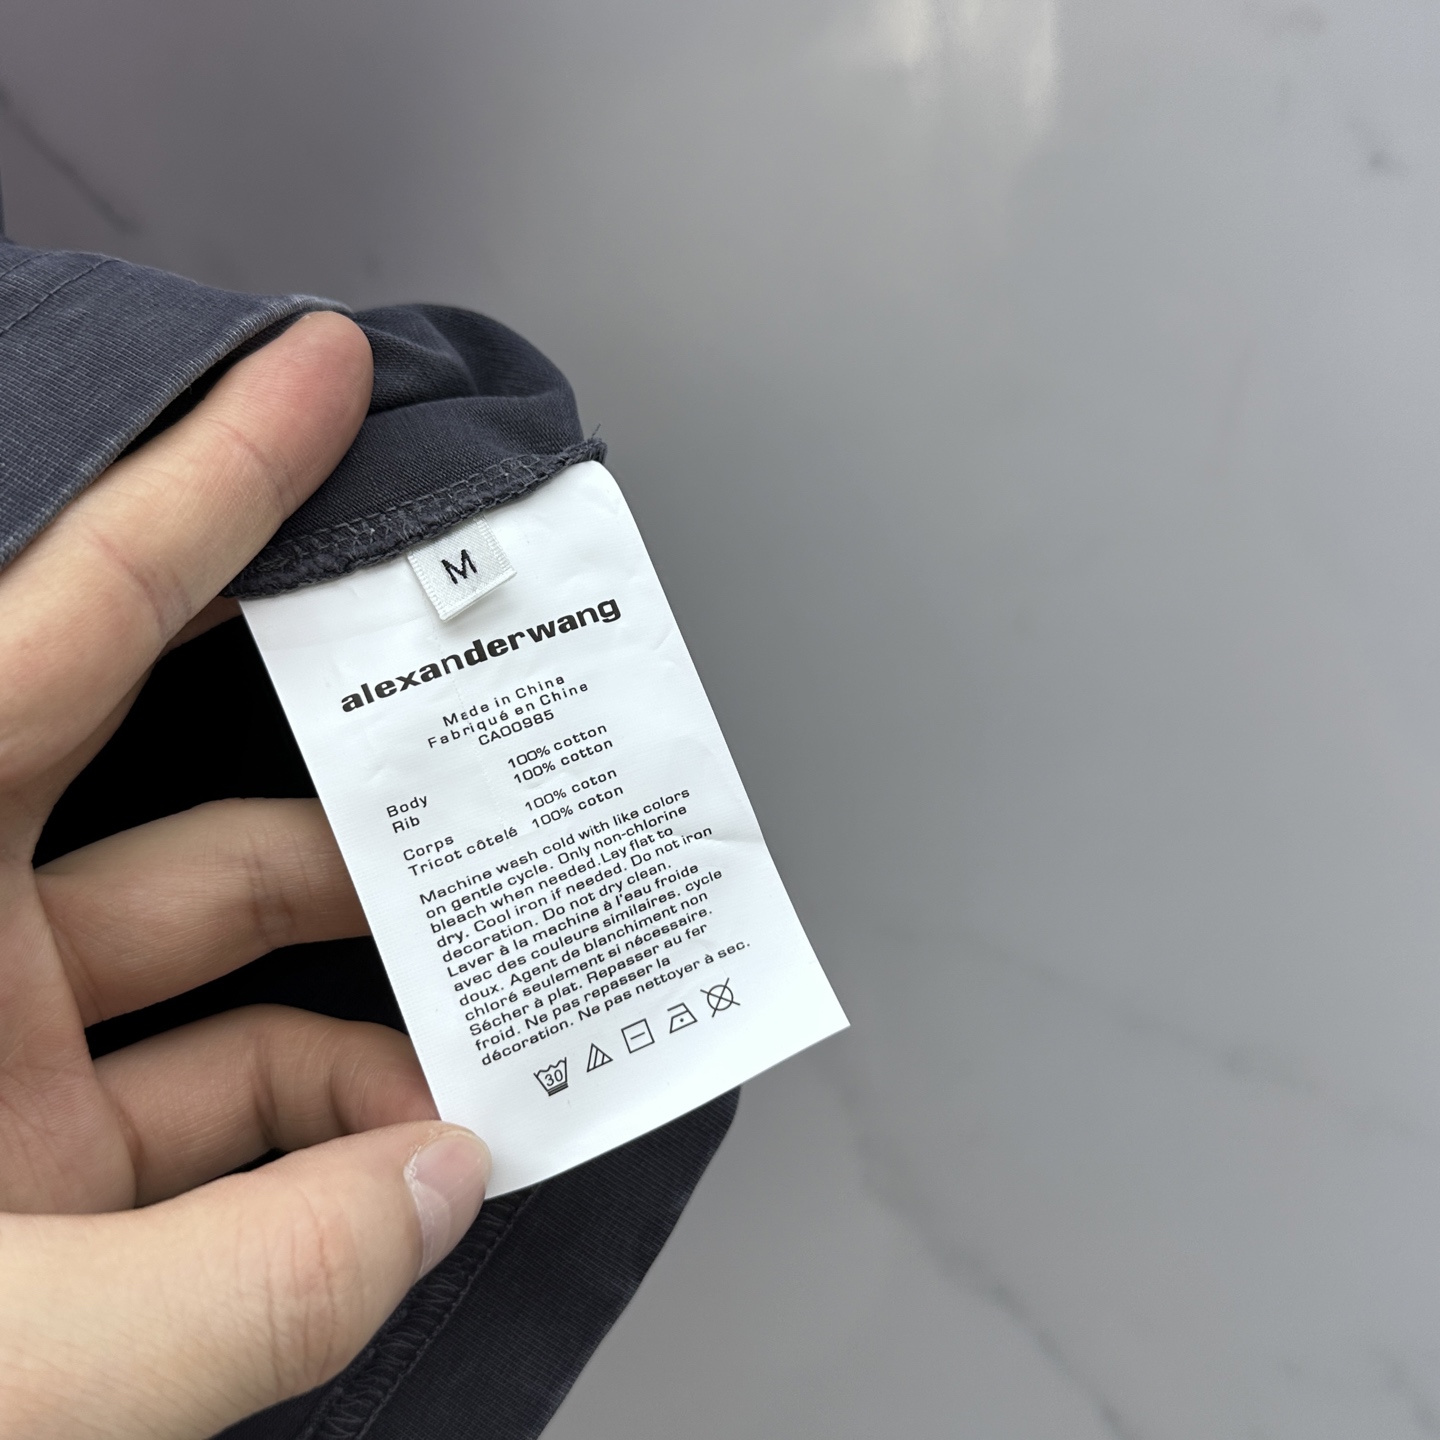 M
alexanderwang
Made in China
Fabriqué en Chine
CA00985
100% cotton
100% cotton
Body
Rib
100% coton
100% coton
Corps
Tricot côtelé
Machine wash cold with like colors
on gentle cycle. Only non-chlorine
bleach when needed. Lay flat to
dry. Cool iron if needed. Do not iron
decoration. Do not dry clean.
Laver à la machine à l'eau froide
avec des couleurs similaires. cycle
doux. Agent de blanchiment non
chloré seulement si nécessaire.
Sécher à plat. Repasser au fer
froid. Ne pas repasser la
décoration. Ne pas nettoyer à sec.
30